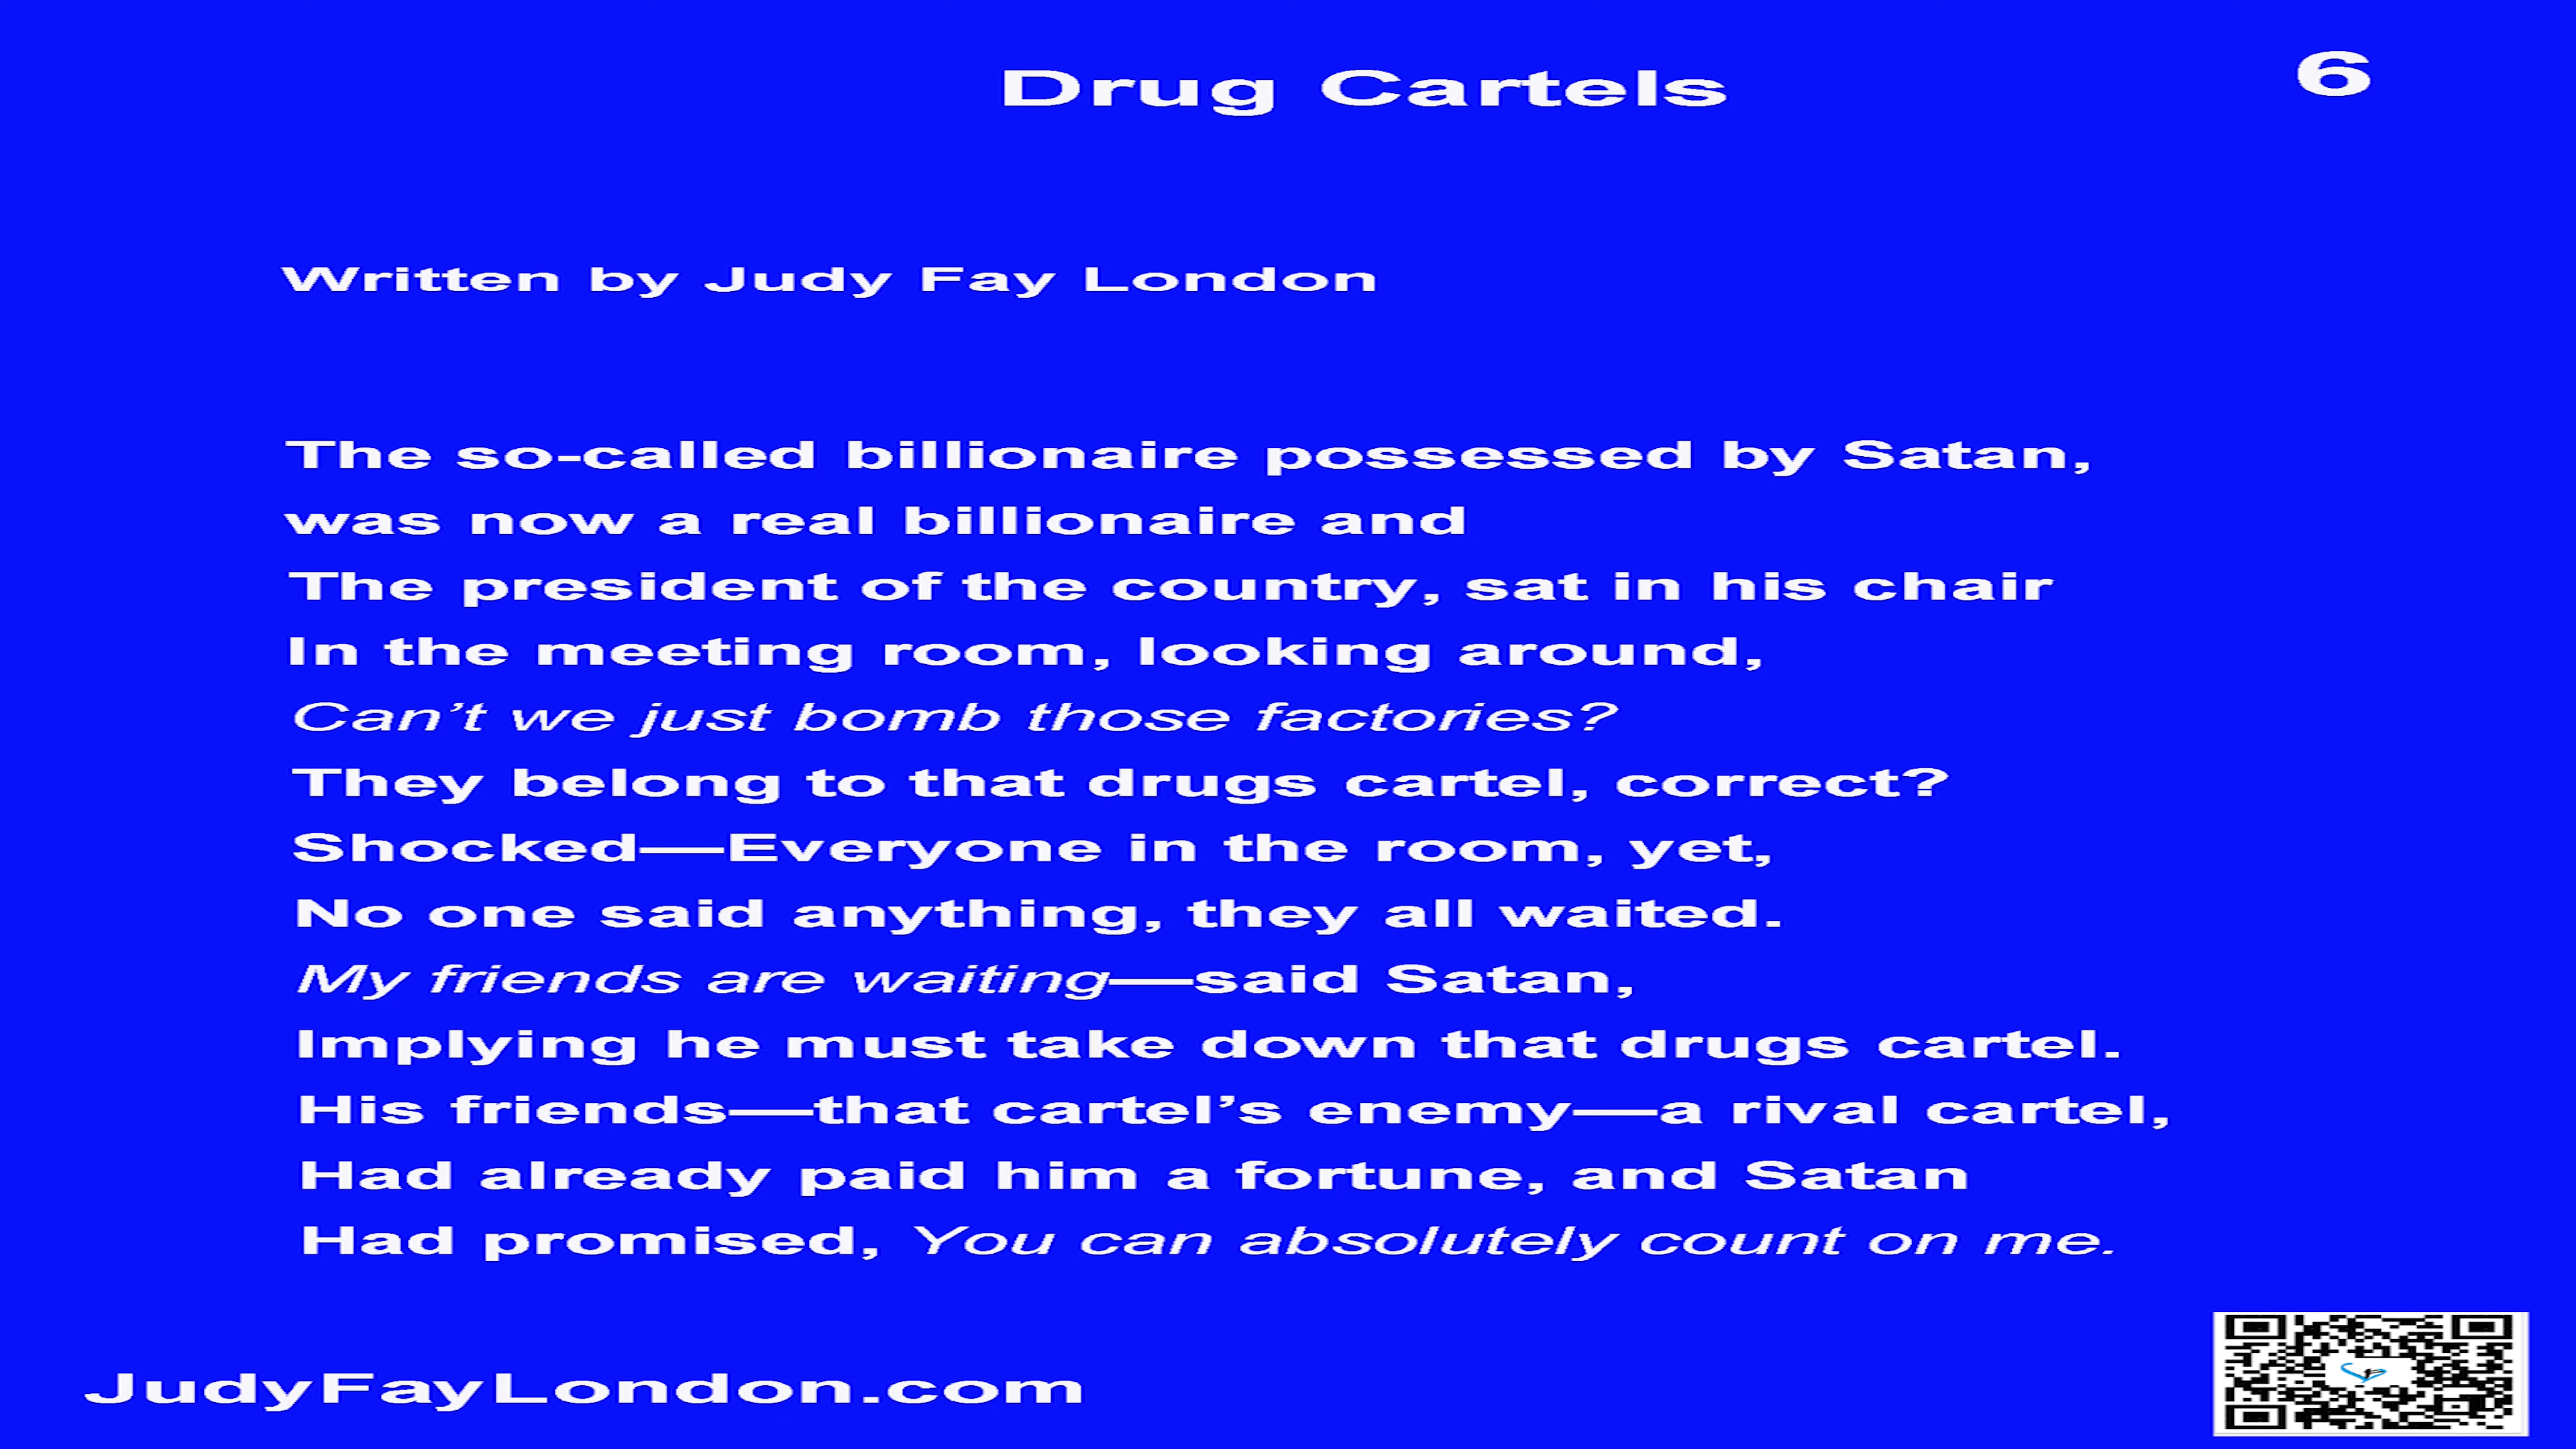 Drug Cartels
6
Written by Judy Fay London
The so-called billionaire possessed by Satan,
was now a real billionaire and
The president of the country, sat in his chair
In the meeting room, looking around,
Can’t we just bomb those factories?
They belong to that drugs cartel, correct?
Shocked—Everyone in the room, yet,
No one said anything, they all waited.
My friends are waiting—said Satan,
Implying he must take down that drugs cartel.
His friends—that cartel’s enemy—a rival cartel,
Had already paid him a fortune, and Satan
Had promised, You can absolutely count on me.
JudyFayLondon.com